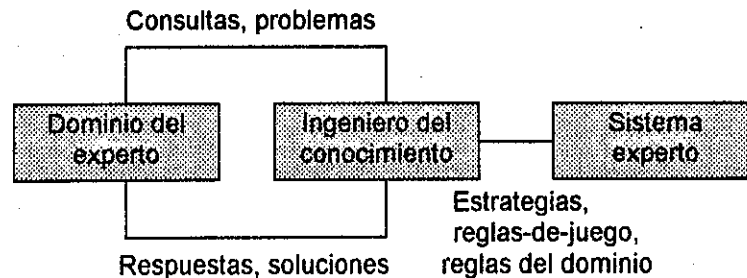 Consultas, problemas
Dominio del
experto
Ingeniero del
conocimiento
Sistema
experto
Estrategias,
reglas-de-juego,
reglas del dominio
Respuestas, soluciones